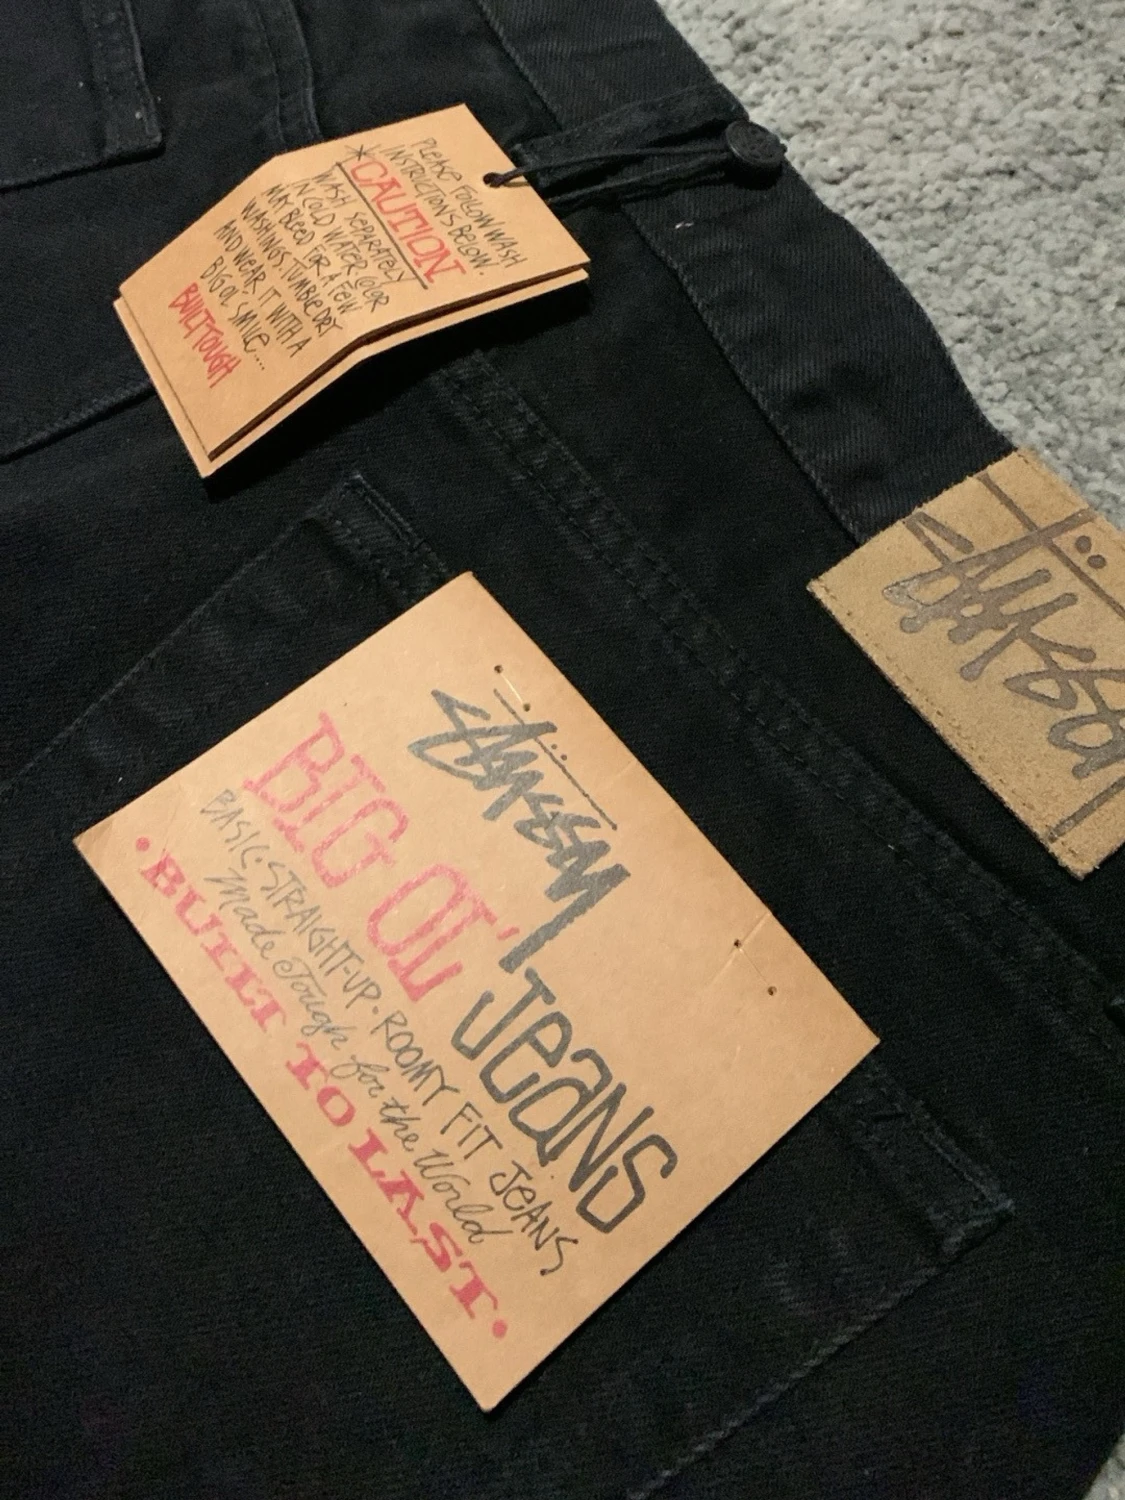 PLEASE FOLLOW WASH
INSTRUCTIONS BELOW!
*CAUTION
WASH SEPARATELY
IN COLD WATER COLOR
MAY BLEED FOR A FEW
WASHINGS. TUMBLE DRY
AND WEAR IT WITH A
BIG OL' SMILE....
BUILT TOUGH
Stüssy
Stüssy
BIG OL' JEANS
BASIC · STRAIGHT-UP · ROOMY FIT JEANS
Made Tough for the World
• BUILT TO LAST •